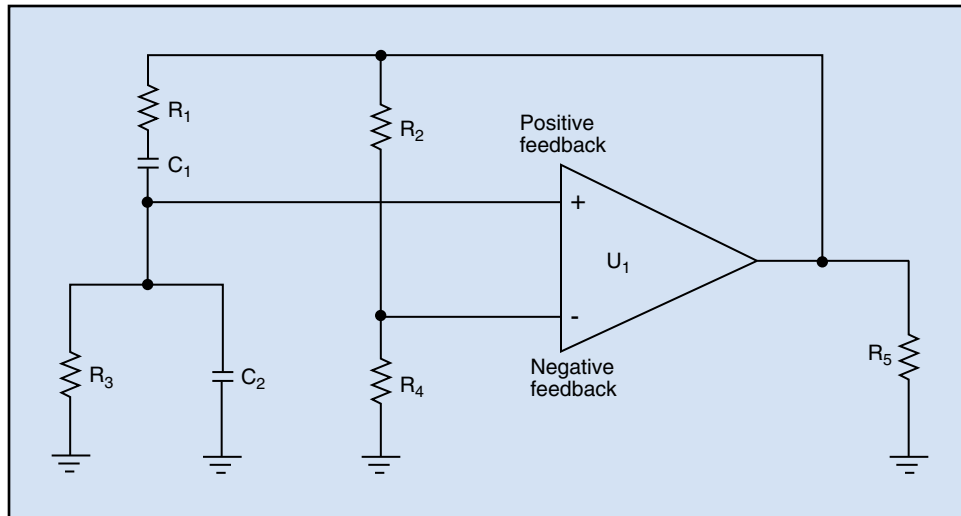 R1
C1
R2
Positive
feedback
+
U1
-
Negative
feedback
R3
C2
R4
R5